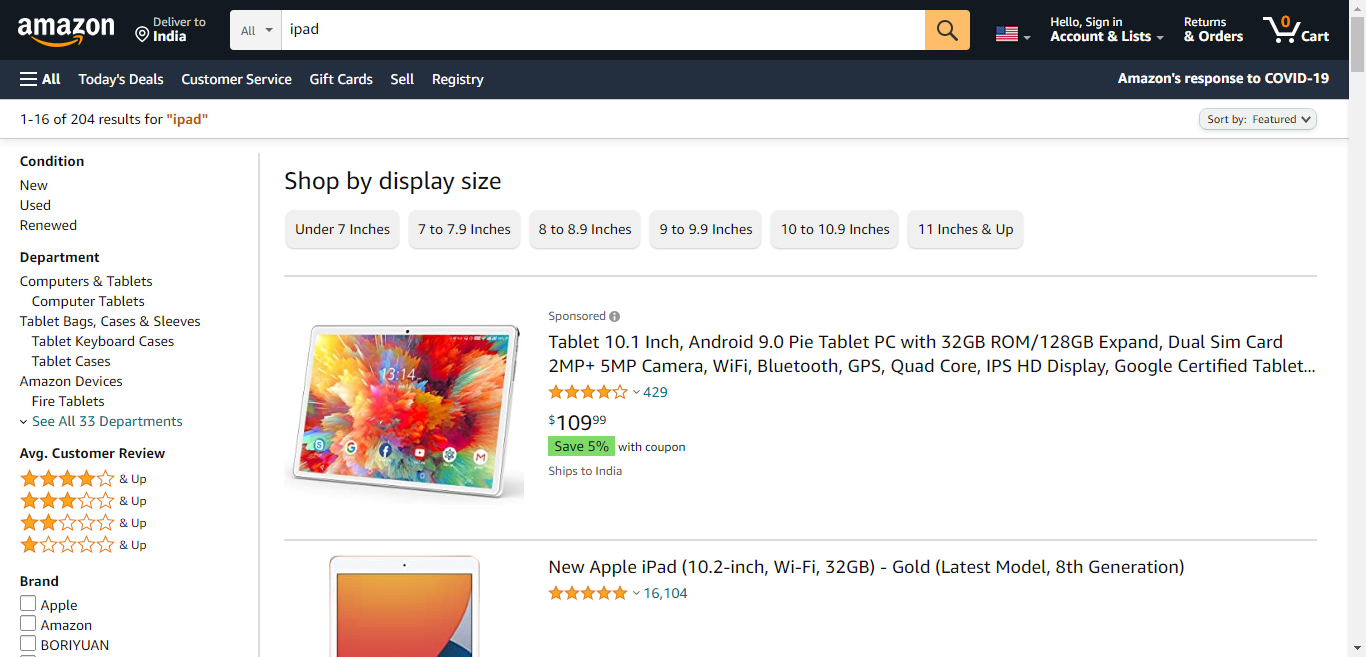 amazon
Deliver to
India
All
ipad
Hello, Sign in
Account & Lists
Returns
& Orders
0
Cart
All
Today's Deals
Customer Service
Gift Cards
Sell
Registry
Amazon's response to COVID-19
1-16 of 204 results for "ipad"
Sort by: Featured
Condition
New
Used
Renewed
Department
Computers & Tablets
Computer Tablets
Tablet Bags, Cases & Sleeves
Tablet Keyboard Cases
Tablet Cases
Amazon Devices
Fire Tablets
See All 33 Departments
Avg. Customer Review
& Up
& Up
& Up
& Up
Brand
Apple
Amazon
BORIYUAN
Shop by display size
Under 7 Inches
7 to 7.9 Inches
8 to 8.9 Inches
9 to 9.9 Inches
10 to 10.9 Inches
11 Inches & Up
13:14
Sponsored
Tablet 10.1 Inch, Android 9.0 Pie Tablet PC with 32GB ROM/128GB Expand, Dual Sim Card
2MP+ 5MP Camera, WiFi, Bluetooth, GPS, Quad Core, IPS HD Display, Google Certified Tablet...
429
$109.99
Save 5% with coupon
Ships to India
New Apple iPad (10.2-inch, Wi-Fi, 32GB) - Gold (Latest Model, 8th Generation)
16,104